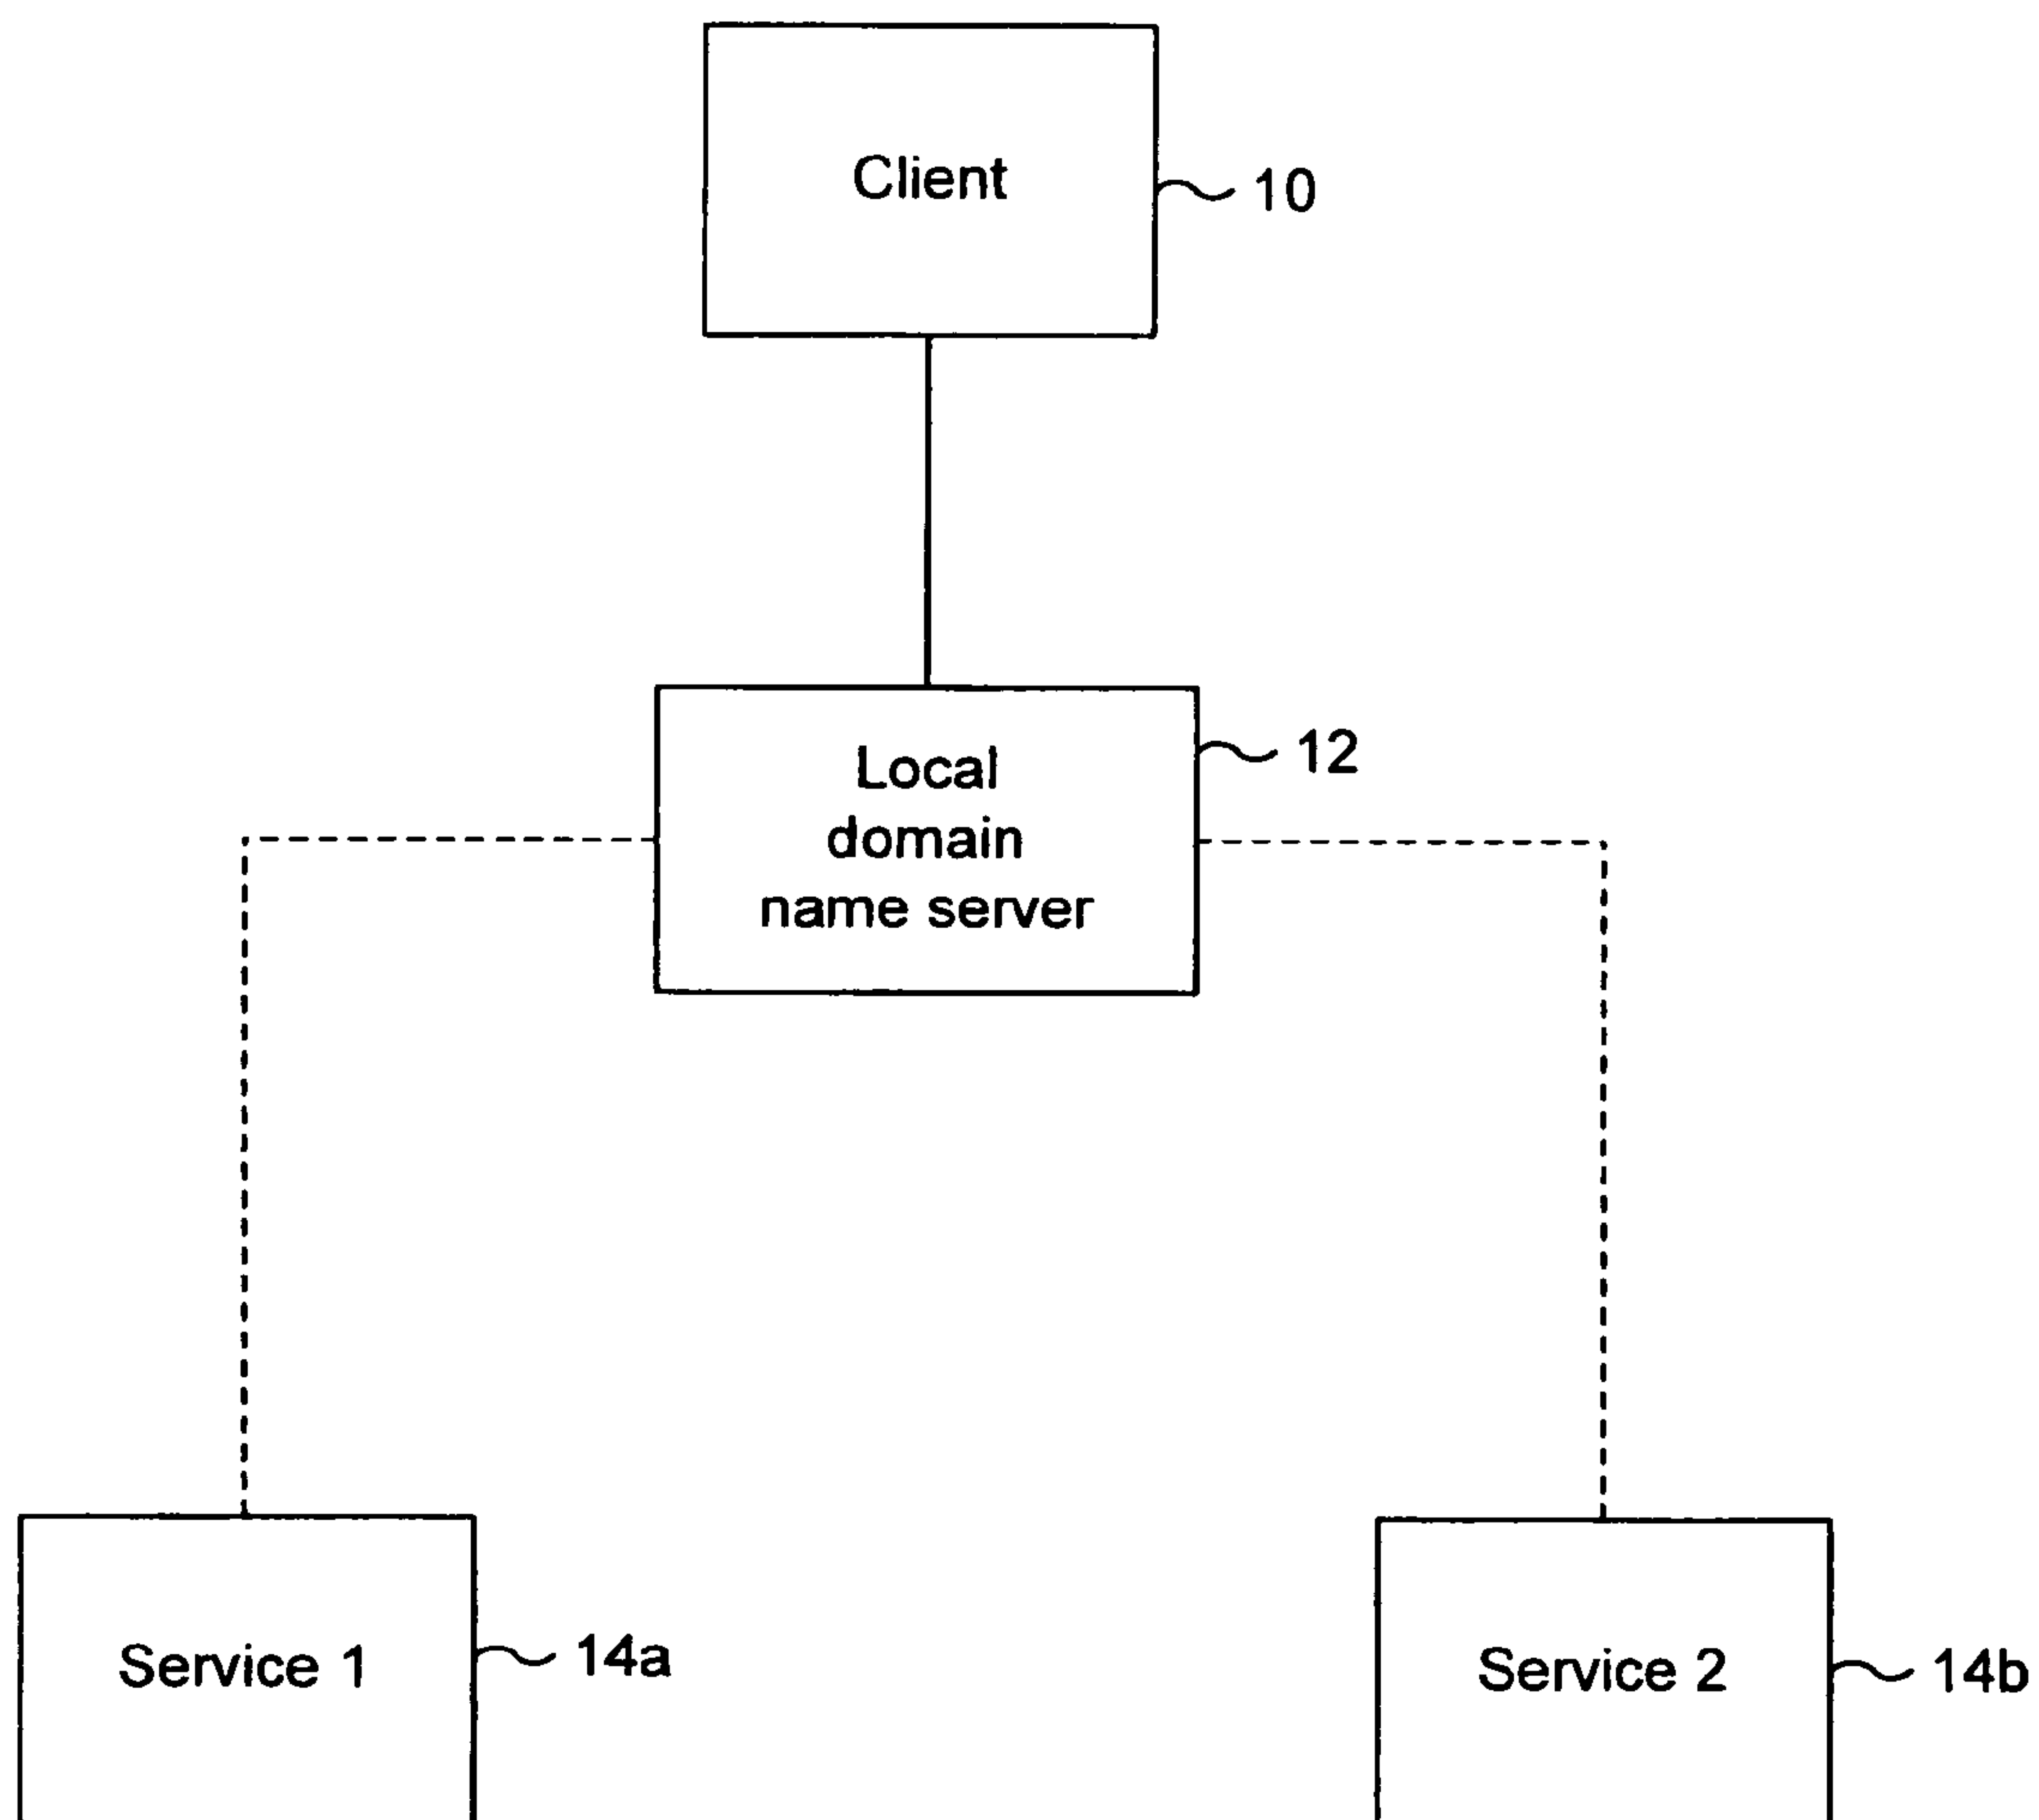 Client
10
Local
domain
name server
12
Service 1
14a
Service 2
14b